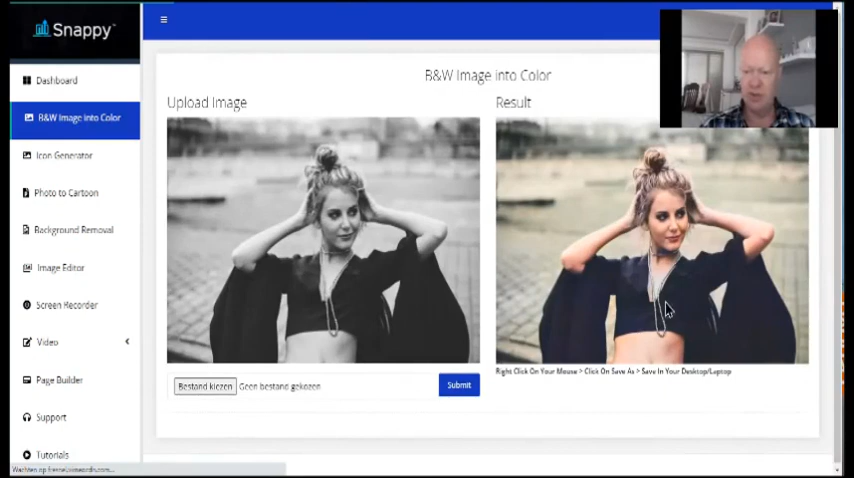 Snappy™
B&W Image into Color
Dashboard
Upload Image
Result
B&W Image into Color
Icon Generator
Photo to Cartoon
Background Removal
Image Editor
Screen Recorder
Video
Right Click On Your Mouse > Click On Save As > Save In Your Desktop/Laptop
Page Builder
Bestand kiezen Geen bestand gekozen
Submit
Support
Tutorials